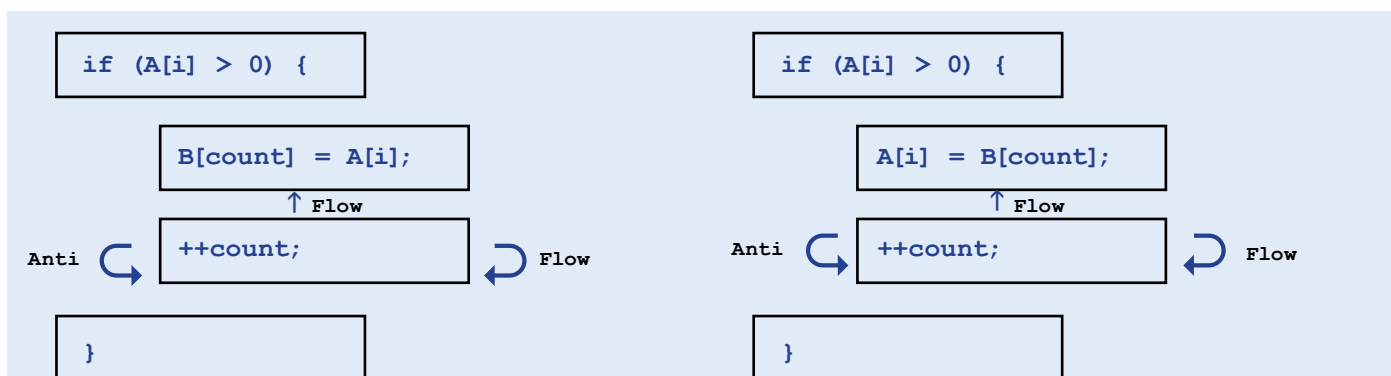 if (A[i] > 0) {
B[count] = A[i];
↑ Flow
Anti
++count;
Flow
}
if (A[i] > 0) {
A[i] = B[count];
↑ Flow
Anti
++count;
Flow
}